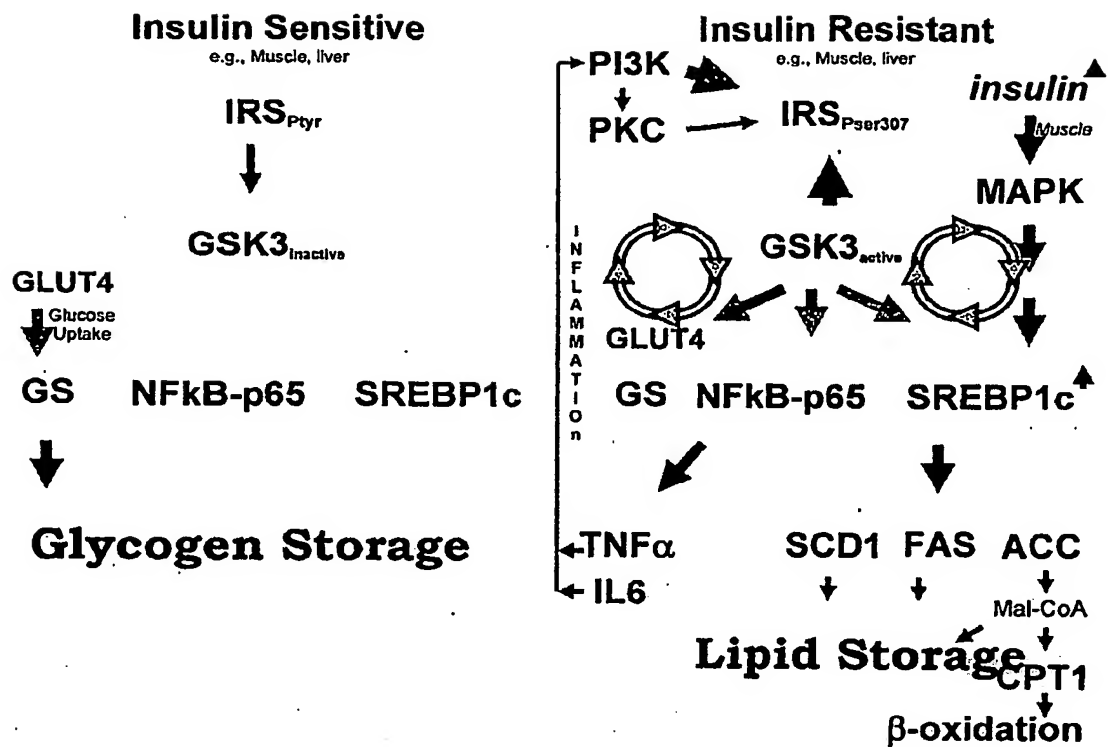 Insulin Sensitive
e.g., Muscle, liver
IRSPtyr
GSK3inactive
GLUT4
Glucose
Uptake
GS NFkB-p65 SREBP1c
Glycogen Storage
Insulin Resistant
e.g., Muscle, liver
PI3K
PKC
IRSPser307
insulin
Muscle
MAPK
INFLAMMATIOn
GSK3active
GLUT4
GS NFkB-p65 SREBP1c
TNFα
IL6
SCD1 FAS ACC
Mal-CoA
Lipid Storage
CPT1
β-oxidation